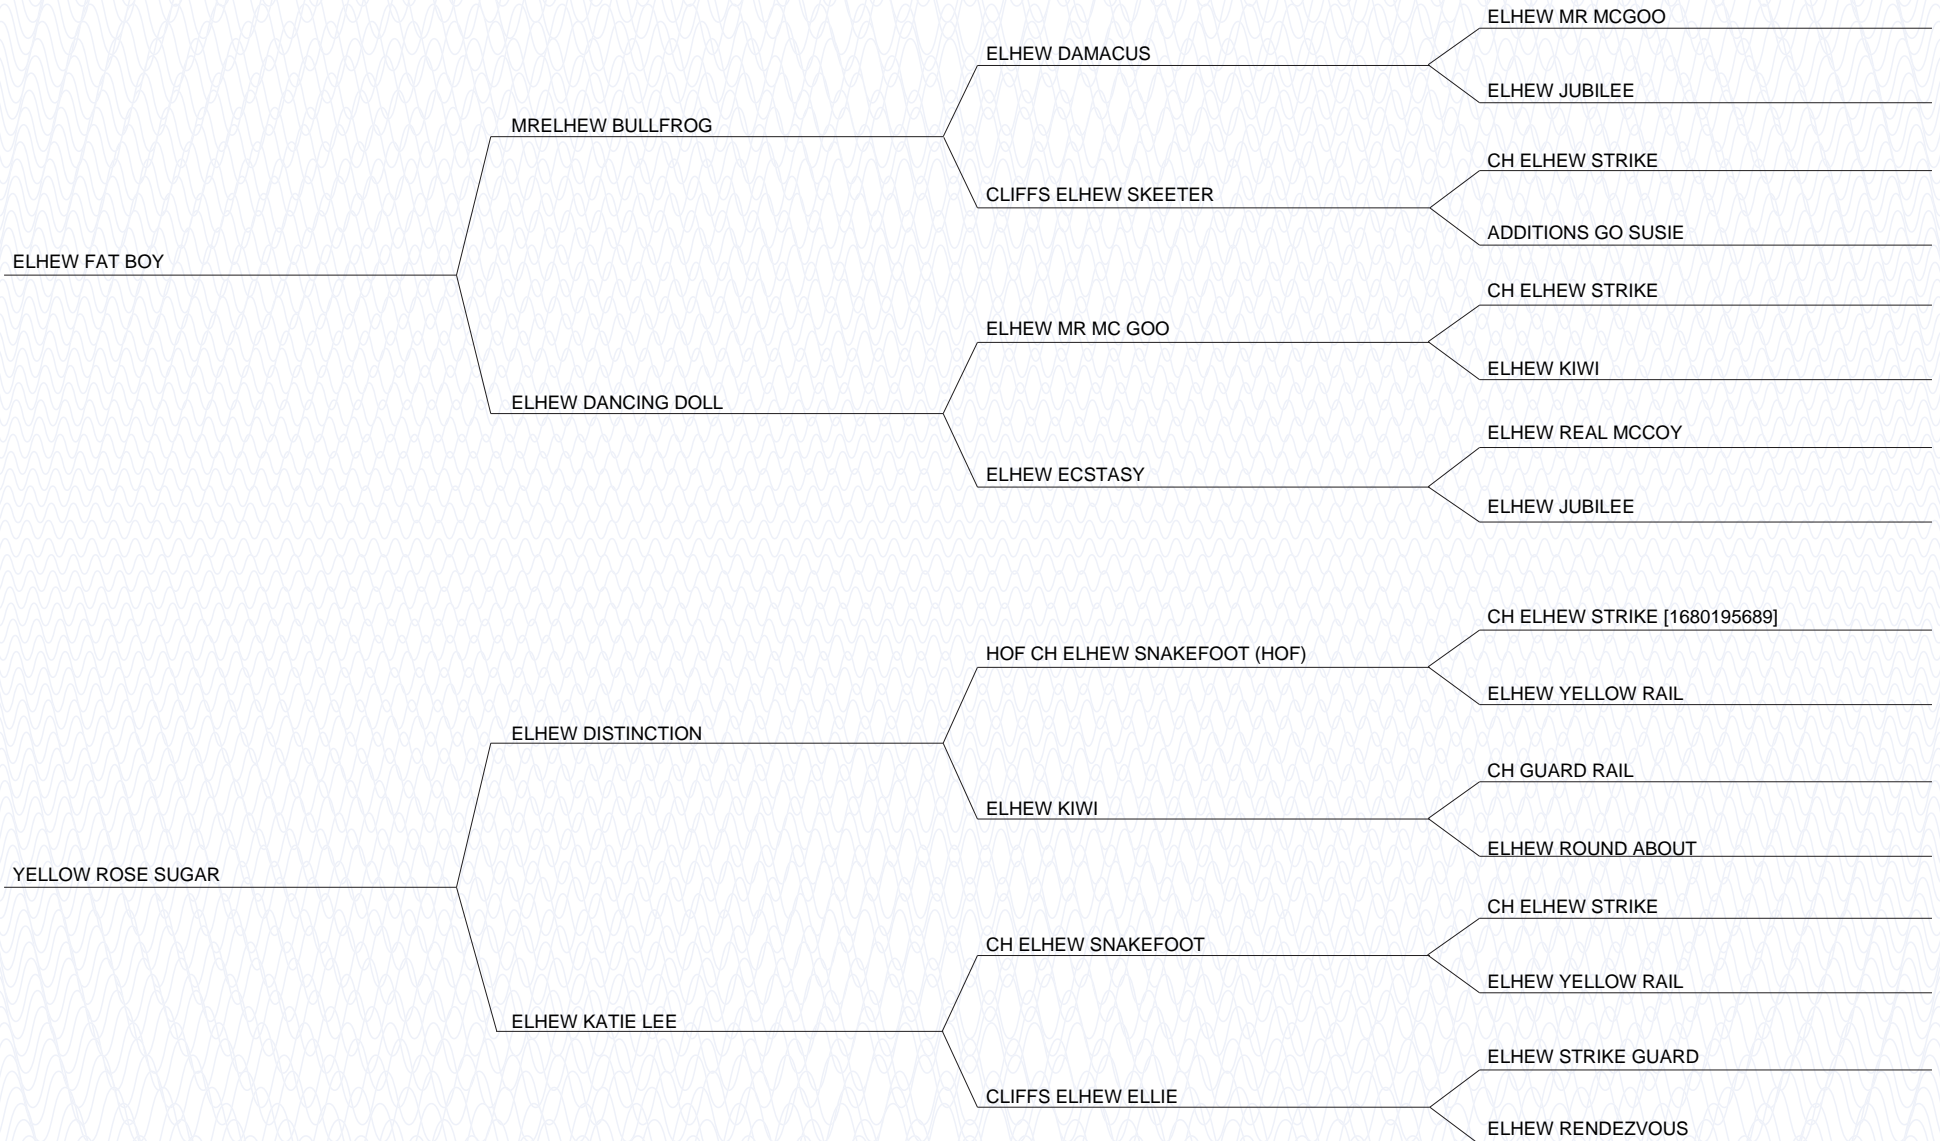 ELHEW MR MCGOO
ELHEW DAMACUS
ELHEW JUBILEE
MRELHEW BULLFROG
CH ELHEW STRIKE
CLIFFS ELHEW SKEETER
ADDITIONS GO SUSIE
ELHEW FAT BOY
CH ELHEW STRIKE
ELHEW MR MC GOO
ELHEW KIWI
ELHEW DANCING DOLL
ELHEW REAL MCCOY
ELHEW ECSTASY
ELHEW JUBILEE
CH ELHEW STRIKE [1680195689]
HOF CH ELHEW SNAKEFOOT (HOF)
ELHEW YELLOW RAIL
ELHEW DISTINCTION
CH GUARD RAIL
ELHEW KIWI
ELHEW ROUND ABOUT
YELLOW ROSE SUGAR
CH ELHEW STRIKE
CH ELHEW SNAKEFOOT
ELHEW YELLOW RAIL
ELHEW KATIE LEE
ELHEW STRIKE GUARD
CLIFFS ELHEW ELLIE
ELHEW RENDEZVOUS